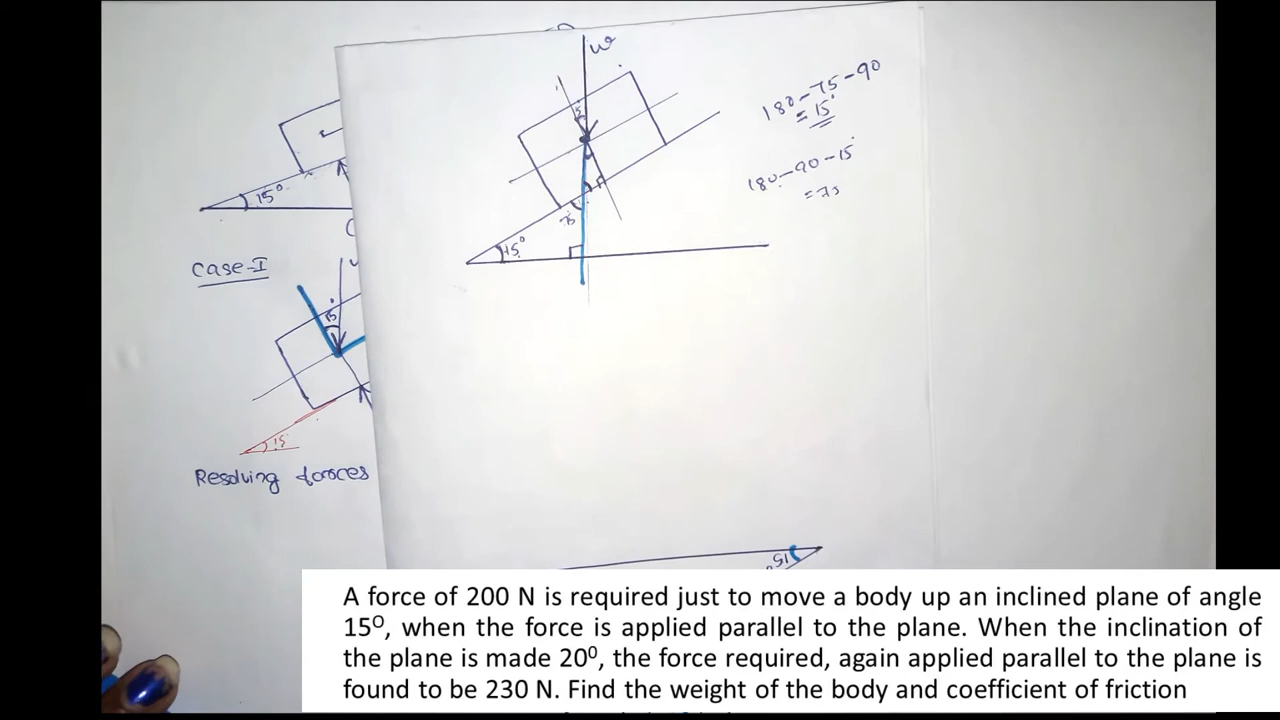 w
180-75-90
= 15°
15
180-90-15
= 75
75
15°
15°
Case-I
15°
15
Resolving forces
15°
A force of 200 N is required just to move a body up an inclined plane of angle
15⁰, when the force is applied parallel to the plane. When the inclination of
the plane is made 20⁰, the force required, again applied parallel to the plane is
found to be 230 N. Find the weight of the body and coefficient of friction